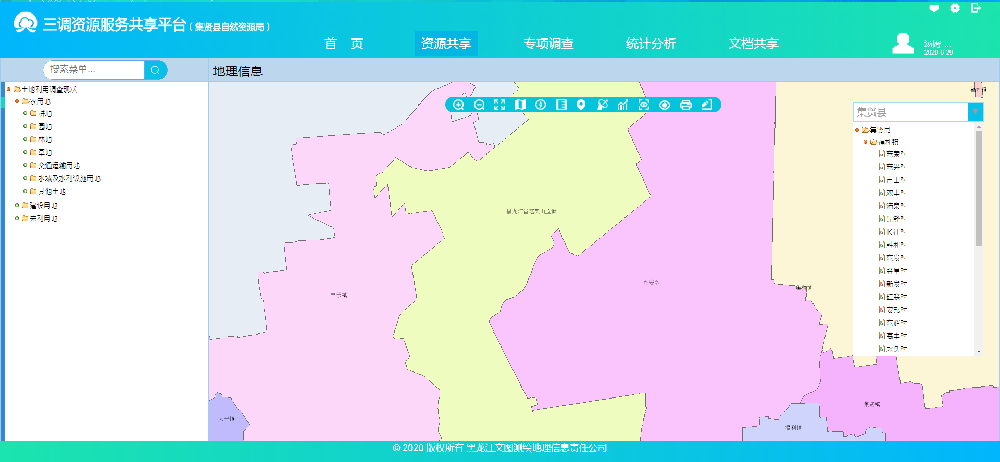 三调资源服务共享平台（集贤县自然资源局）
首 页
资源共享
专项调查
统计分析
文档共享
汤姆·...
2020-6-29
搜索菜单...
地理信息
土地利用调查现状
农用地
耕地
园地
林地
草地
交通运输用地
水域及水利设施用地
其他土地
建设用地
未利用地
福利镇
黑龙江省笔架山监狱
兴安乡
丰乐镇
集贤镇
太平镇
集贤镇
福利镇
集贤县
集贤县
福利镇
东荣村
东兴村
青山村
双丰村
清泉村
先锋村
长征村
胜利村
东发村
金星村
新发村
红联村
安邦村
东辉村
高丰村
永久村
© 2020 版权所有 黑龙江文图测绘地理信息责任公司